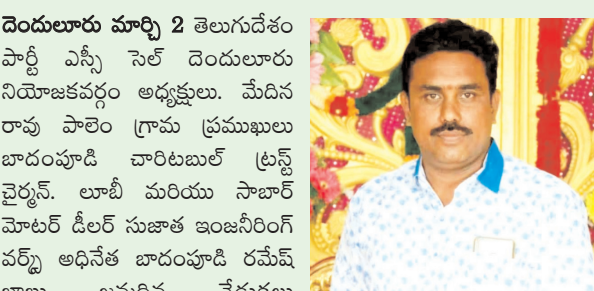 దెందులూరు మార్చి 2 తెలుగుదేశం
పార్టీ ఎస్సీ సెల్ దెందులూరు
నియోజకవర్గం అధ్యక్షులు. మేదిన
రావు పాలెం గ్రామ ప్రముఖులు
బాదంపూడి చారిటబుల్ ట్రస్ట్
చైర్మన్. లూబీ మరియు సాబార్
మోటర్ డీలర్ సుజాత ఇంజనీరింగ్
వర్క్స్ అధినేత బాదంపూడి రమేష్